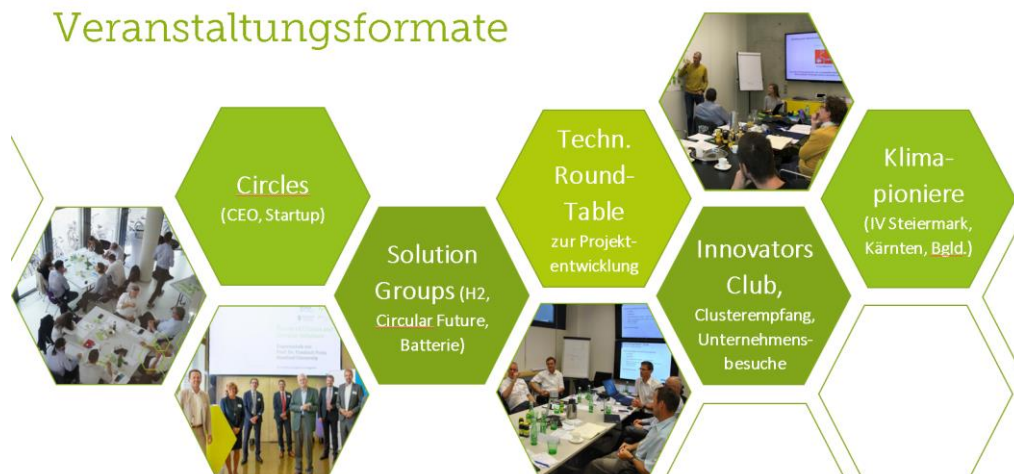 Veranstaltungsformate
Circles
(CEO, Startup)
Solution
Groups (H2,
Circular Future,
Batterie)
Techn.
Round-
Table
zur Projekt-
entwicklung
Innovators
Club,
Clusterempfang,
Unternehmens-
besuche
Klima-
pioniere
(IV Steiermark,
Kärnten, Bgld.)